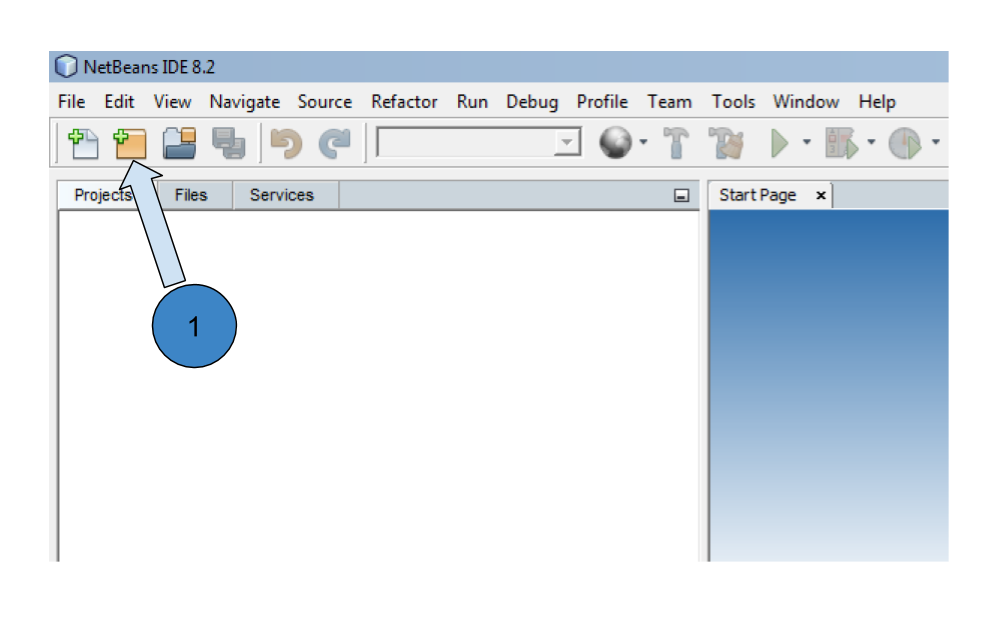 NetBeans IDE 8.2
File Edit View Navigate Source Refactor Run Debug Profile Team Tools Window Help
Projects Files Services Start Page x
1